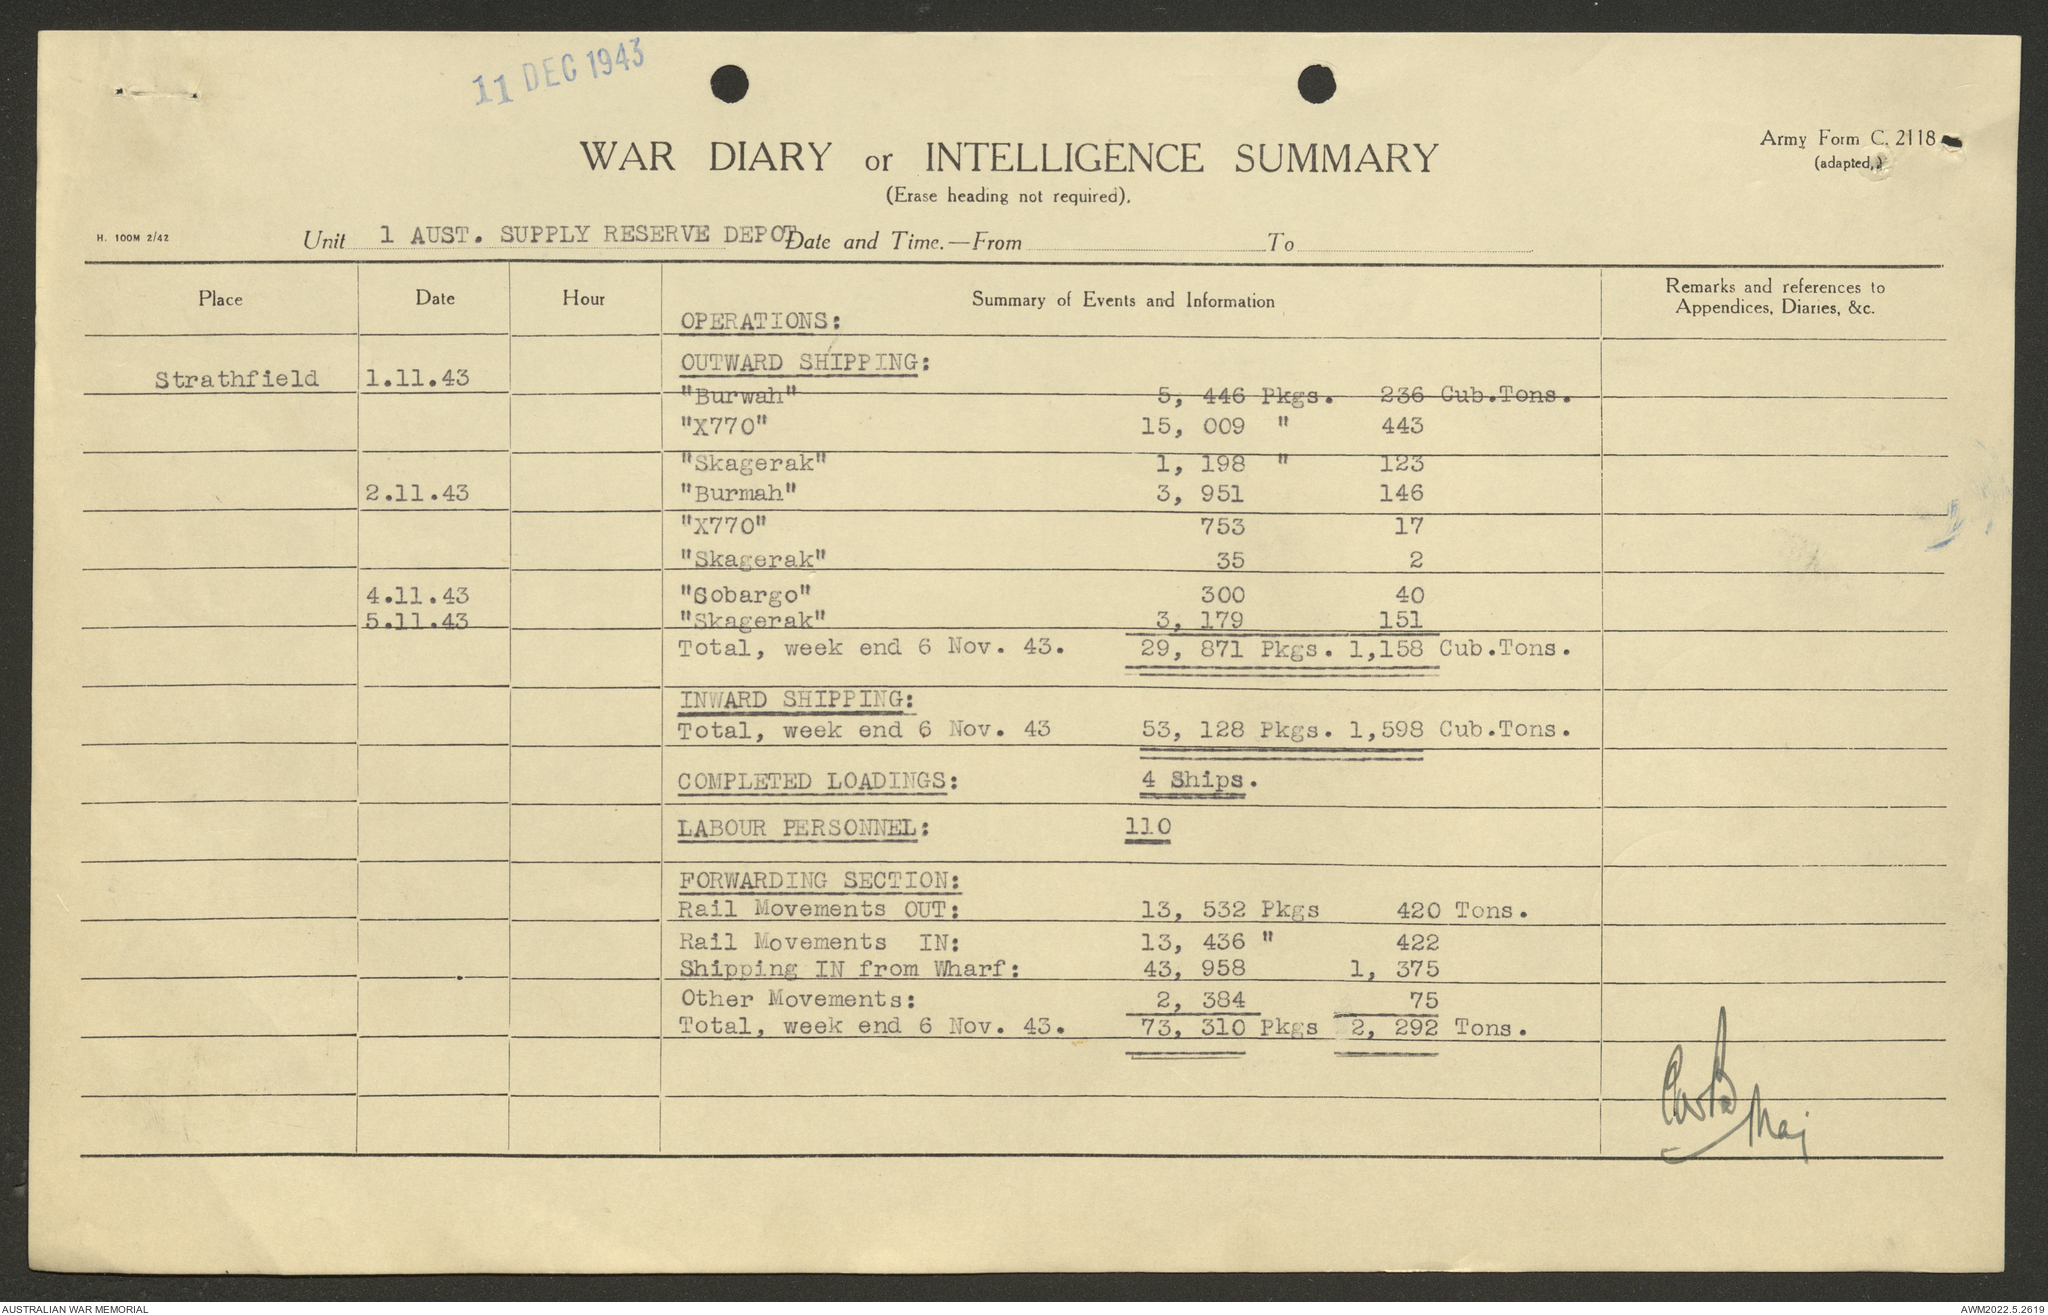 11 DEC 1943
WAR DIARY or INTELLIGENCE SUMMARY
Army Form C. 2118
(adapted.)
(Erase heading not required).
H. 100M 2/42
Unit 1 AUST. SUPPLY RESERVE DEPOT Date and Time.—From To
Place Date Hour Summary of Events and Information Remarks and references to Appendices, Diaries, &c.
OPERATIONS:
OUTWARD SHIPPING:
Strathfield 1.11.43
"Burwah" 5, 446 Pkgs. 236 Cub.Tons.
"X770" 15, 009 " 443
"Skagerak" 1, 198 " 123
2.11.43 "Burmah" 3, 951 146
"X770" 753 17
"Skagerak" 35 2
4.11.43 "Gobargo" 300 40
5.11.43 "Skagerak" 3, 179 151
Total, week end 6 Nov. 43. 29, 871 Pkgs. 1,158 Cub.Tons.
INWARD SHIPPING:
Total, week end 6 Nov. 43 53, 128 Pkgs. 1,598 Cub.Tons.
COMPLETED LOADINGS: 4 Ships.
LABOUR PERSONNEL: 110
FORWARDING SECTION:
Rail Movements OUT: 13, 532 Pkgs 420 Tons.
Rail Movements IN: 13, 436 " 422
Shipping IN from Wharf: 43, 958 1, 375
Other Movements: 2, 384 75
Total, week end 6 Nov. 43. 73, 310 Pkgs 2, 292 Tons.
Maj
AUSTRALIAN WAR MEMORIAL
AWM2022.5.2619